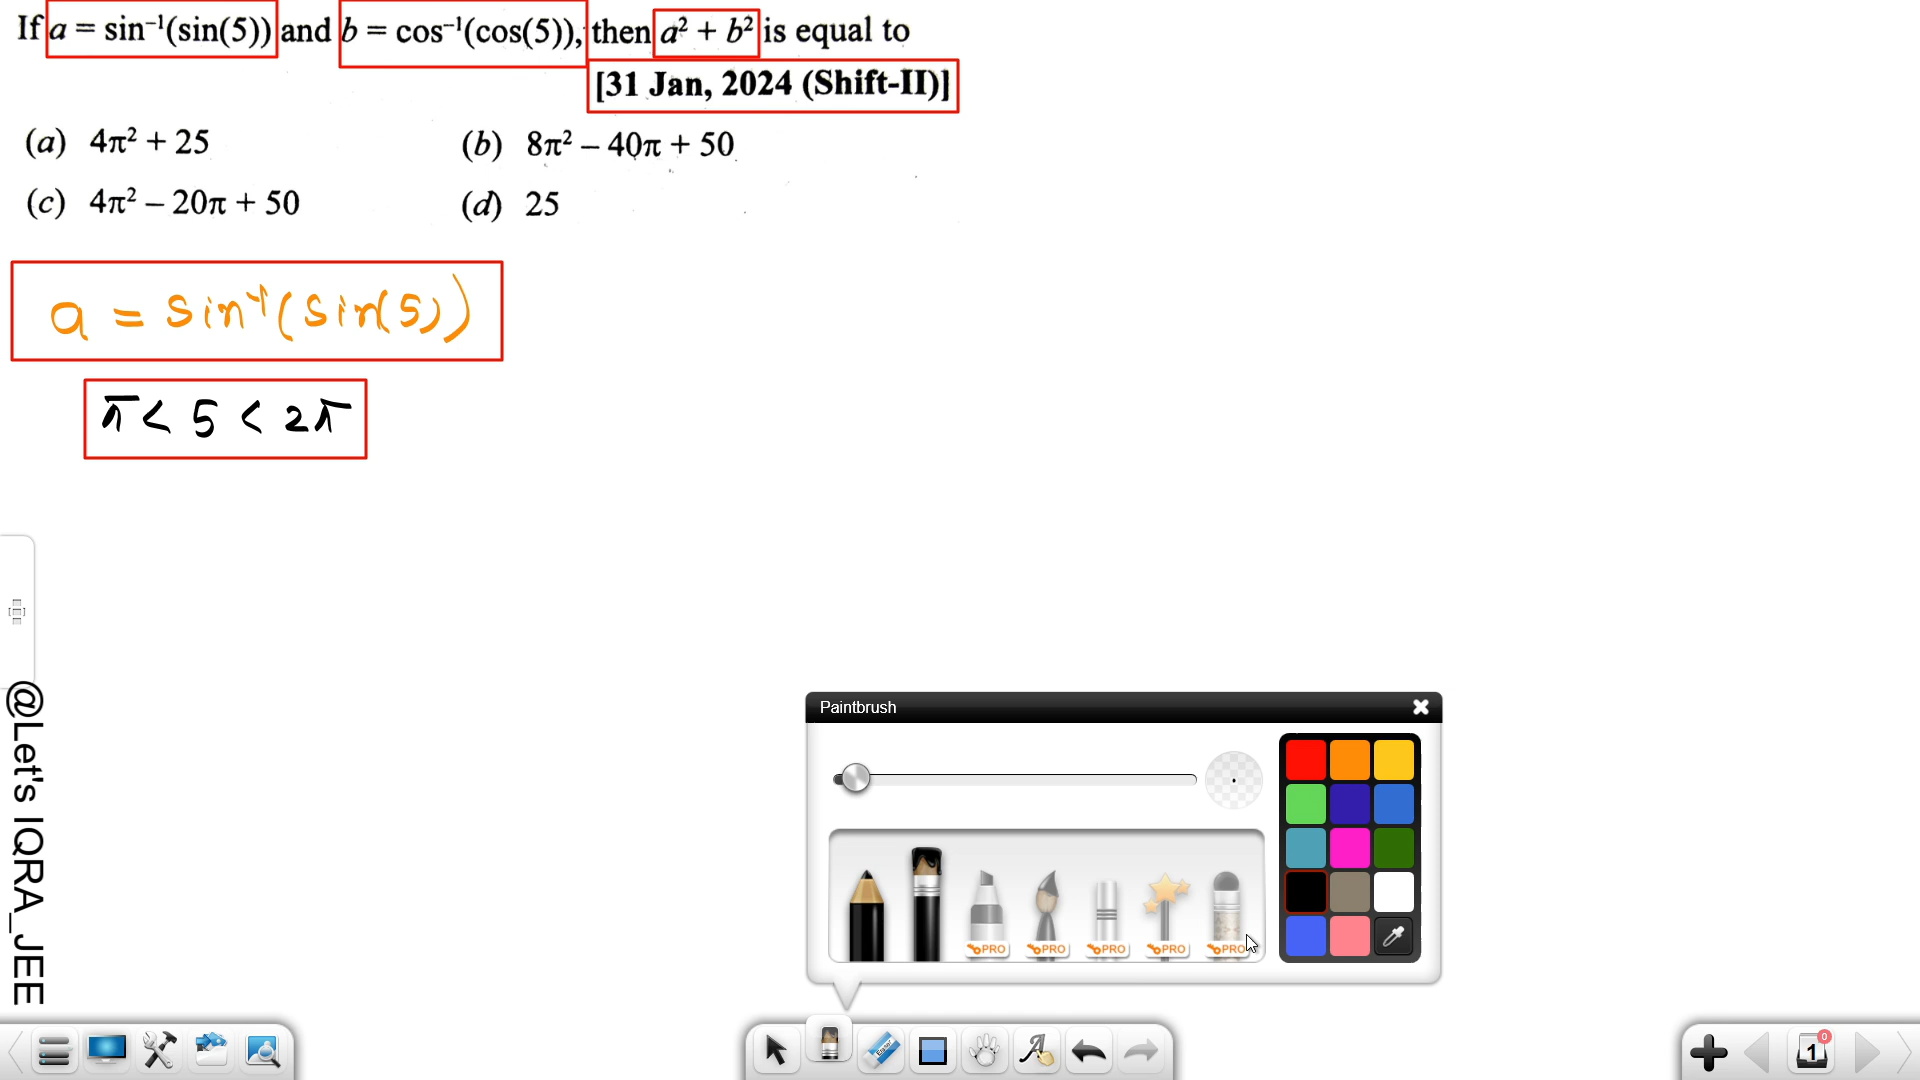 If a = sin⁻¹(sin(5)) and b = cos⁻¹(cos(5)), then a² + b² is equal to
[31 Jan, 2024 (Shift-II)]
(a) 4π² + 25
(b) 8π² – 40π + 50
(c) 4π² – 20π + 50
(d) 25
a = sin⁻¹(sin(5))
π < 5 < 2π
@Let's IQRA_JEE
Paintbrush
PRO PRO PRO PRO PRO
Eraser
A
1
0